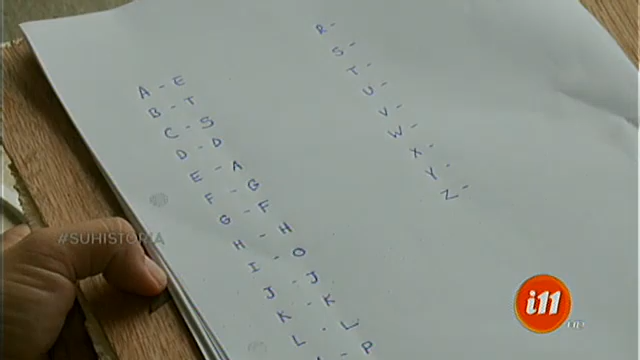 A - E
B - T
C - S
D - D
E - A
F - G
G - F
H - H
I - O
J - J
K - K
L - L
- P
R -
S -
T -
U -
V -
W -
X -
Y -
Z -
#SUHISTORIA
i11